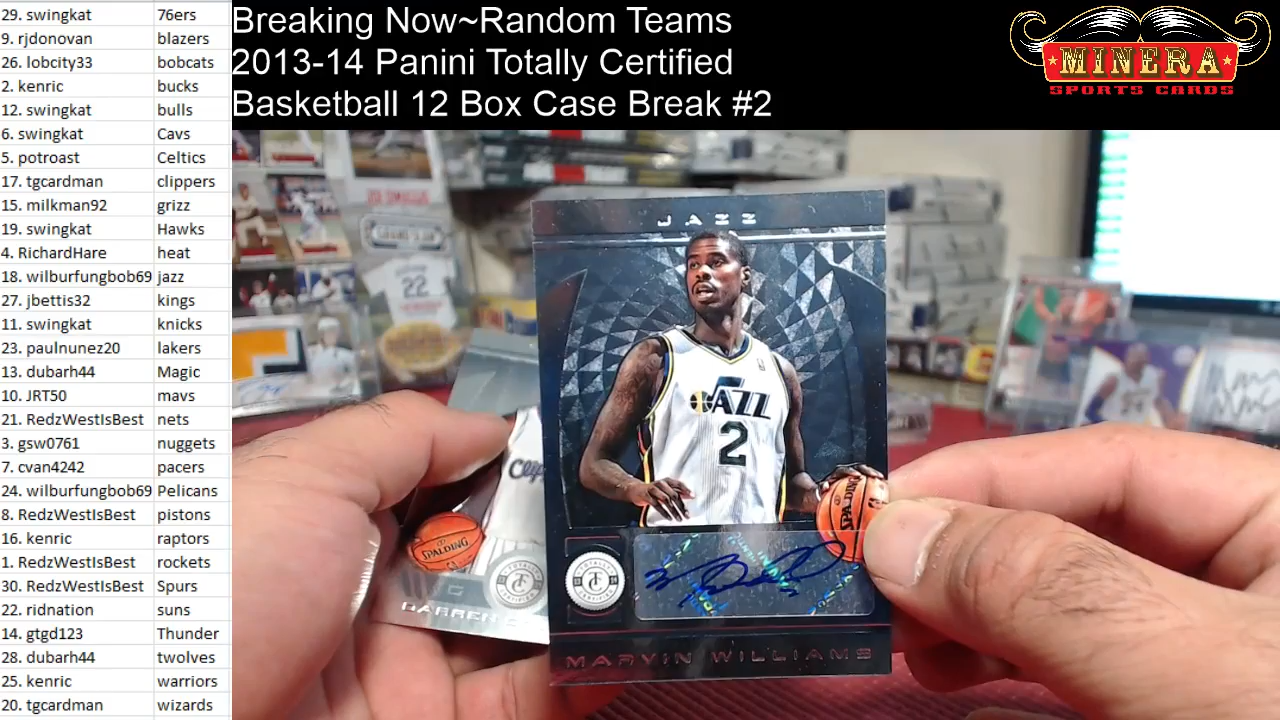 29. swingkat 76ers
9. rjdonovan blazers
26. lobcity33 bobcats
2. kenric bucks
12. swingkat bulls
6. swingkat Cavs
5. potroast Celtics
17. tgcardman clippers
15. milkman92 grizz
19. swingkat Hawks
4. RichardHare heat
18. wilburfungbob69 jazz
27. jbettis32 kings
11. swingkat knicks
23. paulnunez20 lakers
13. dubarh44 Magic
10. JRT50 mavs
21. RedzWestIsBest nets
3. gsw0761 nuggets
7. cvan4242 pacers
24. wilburfungbob69 Pelicans
8. RedzWestIsBest pistons
16. kenric raptors
1. RedzWestIsBest rockets
30. RedzWestIsBest Spurs
22. ridnation suns
14. gtgd123 Thunder
28. dubarh44 twolves
25. kenric warriors
20. tgcardman wizards
Breaking Now~Random Teams
2013-14 Panini Totally Certified
Basketball 12 Box Case Break #2
MINERA
SPORTS CARDS
JAZZ
JAZZ
2
SPALDING
TOTALLY
CERTIFIED
MARVIN WILLIAMS
SPALDING
TOTALLY
CERTIFIED
DARREN
22